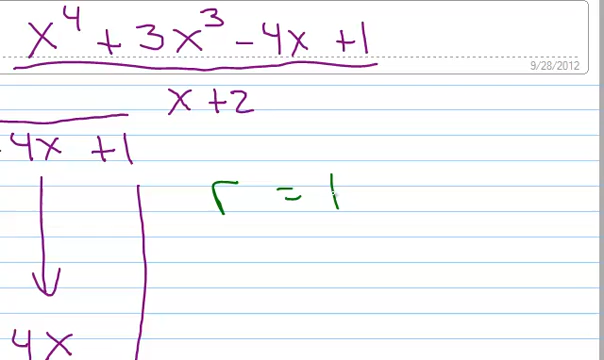 x⁴ + 3x³ - 4x + 1
9/28/2012
x + 2
- 4x + 1
r = 1
4x